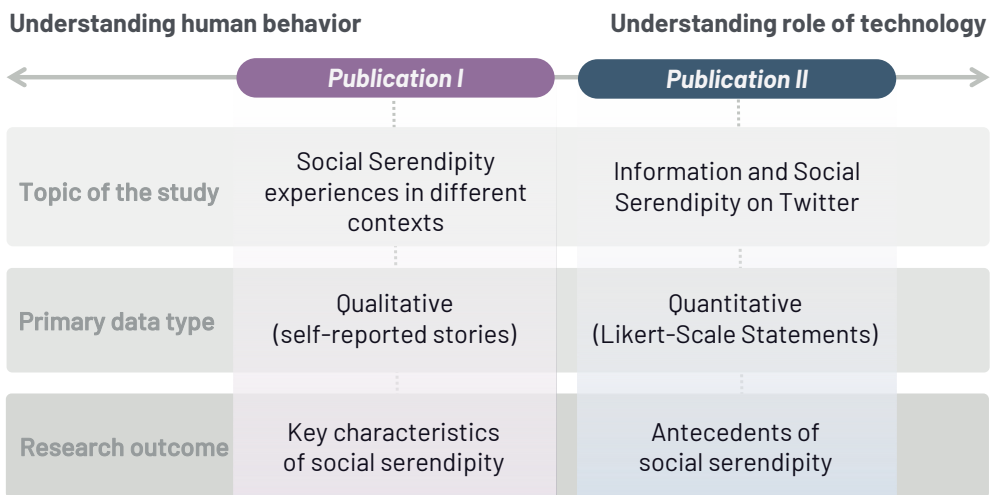 Understanding human behavior
Understanding role of technology
Publication I
Publication II
Topic of the study
Social Serendipity
experiences in different
contexts
Information and Social
Serendipity on Twitter
Primary data type
Qualitative
(self-reported stories)
Quantitative
(Likert-Scale Statements)
Research outcome
Key characteristics
of social serendipity
Antecedents of
social serendipity